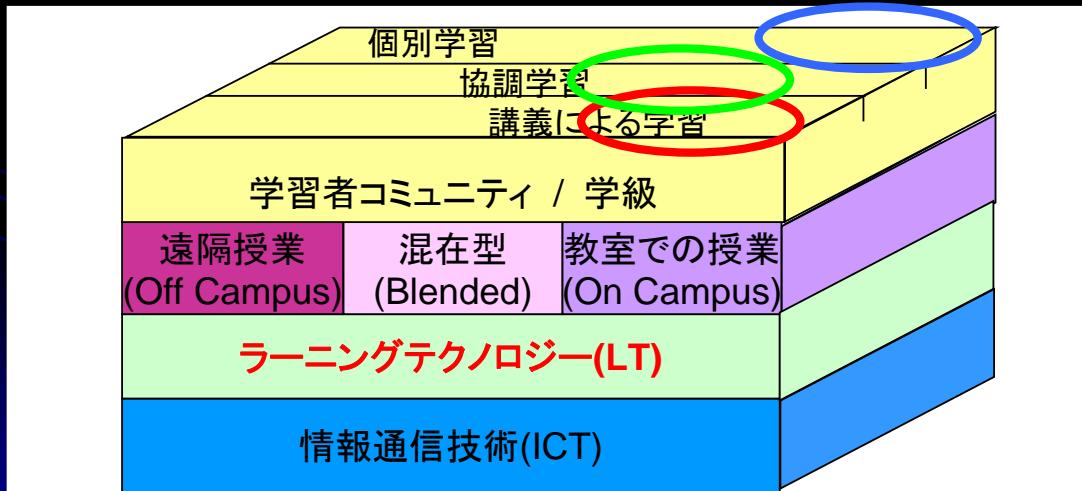 個別学習
協調学習
講義による学習
学習者コミュニティ / 学級
遠隔授業
(Off Campus)
混在型
(Blended)
教室での授業
(On Campus)
ラーニングテクノロジー(LT)
情報通信技術(ICT)